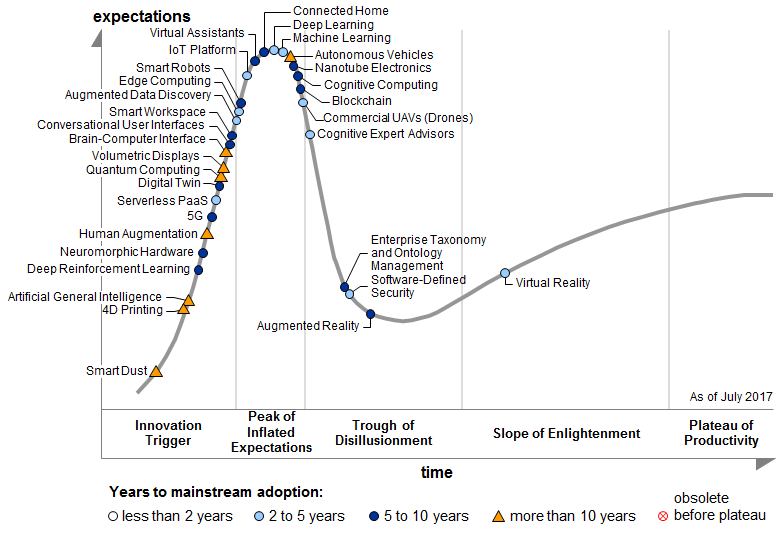 expectations
Connected Home
Deep Learning
Virtual Assistants
Machine Learning
IoT Platform
Autonomous Vehicles
Smart Robots
Nanotube Electronics
Edge Computing
Cognitive Computing
Augmented Data Discovery
Blockchain
Smart Workspace
Commercial UAVs (Drones)
Conversational User Interfaces
Cognitive Expert Advisors
Brain-Computer Interface
Volumetric Displays
Quantum Computing
Digital Twin
Serverless PaaS
5G
Human Augmentation
Enterprise Taxonomy
and Ontology
Management
Neuromorphic Hardware
Deep Reinforcement Learning
Software-Defined
Security
Virtual Reality
Artificial General Intelligence
4D Printing
Augmented Reality
Smart Dust
As of July 2017
Innovation
Trigger
Peak of
Inflated
Expectations
Trough of
Disillusionment
Slope of Enlightenment
Plateau of
Productivity
time
Years to mainstream adoption:
less than 2 years
2 to 5 years
5 to 10 years
more than 10 years
obsolete
before plateau